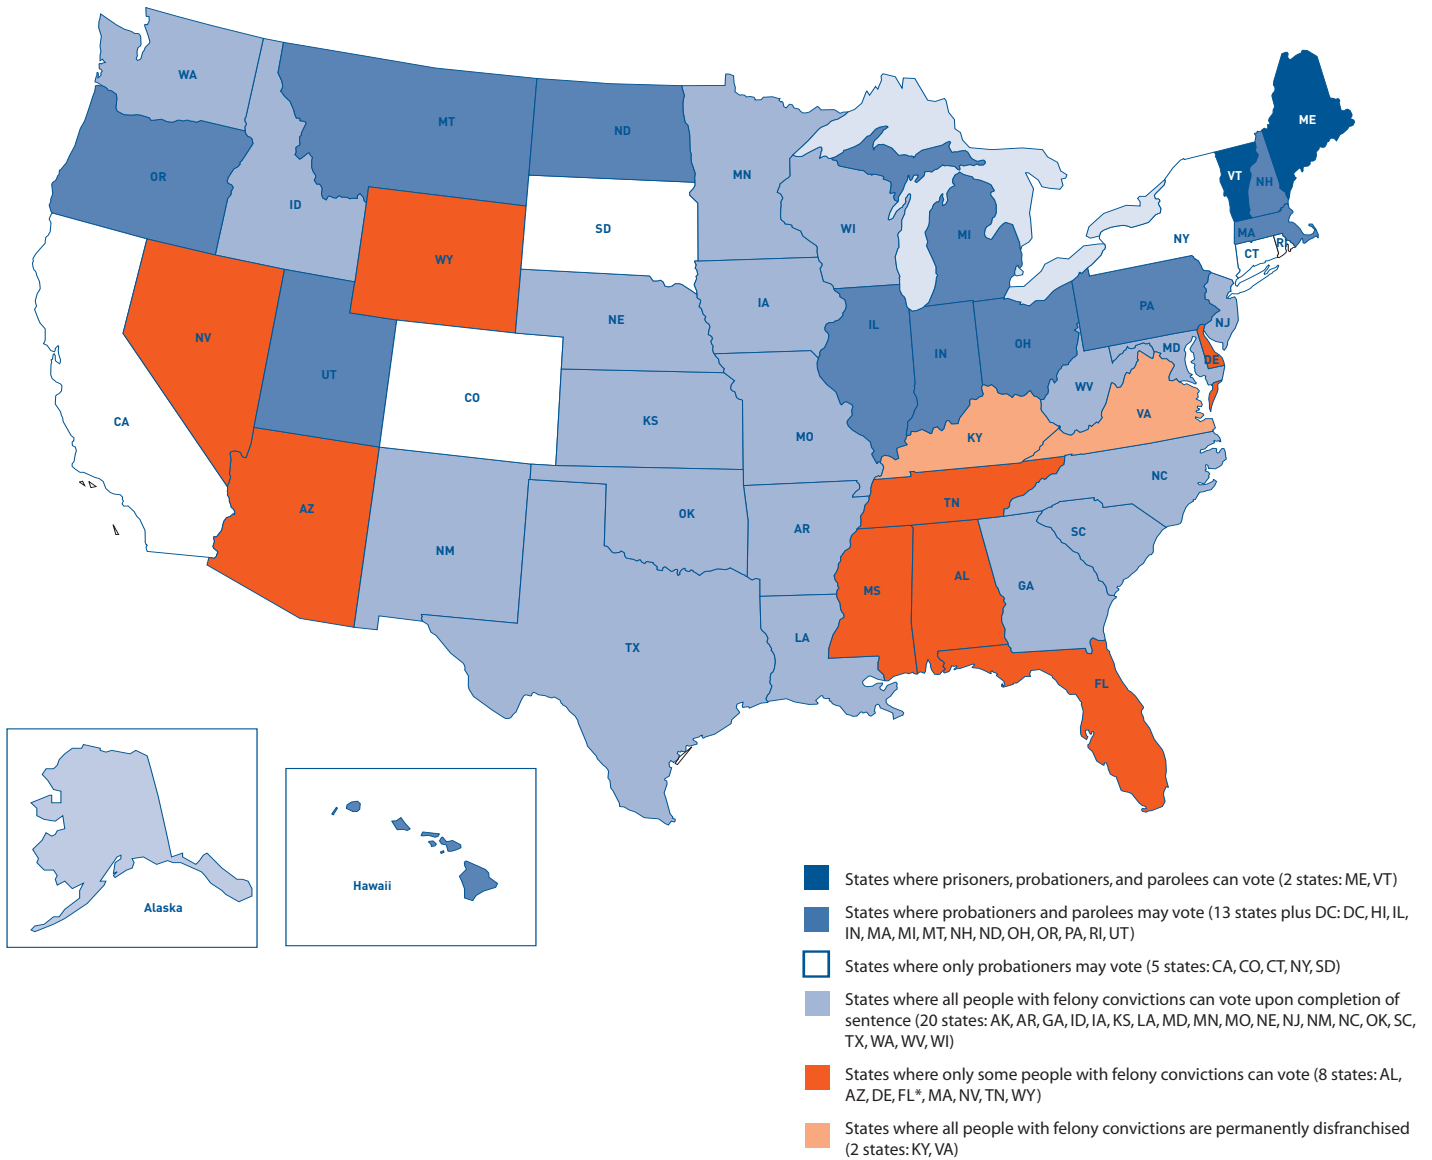 WA
ME
MT
ND
OR
MN
VT
NH
ID
SD
WI
MI
MA
NY
RI
CT
WY
IA
PA
NE
IL
NJ
NV
OH
MD
IN
DE
UT
WV
CO
VA
KS
CA
MO
KY
NC
TN
AZ
OK
AR
SC
NM
AL
GA
MS
LA
TX
FL
Hawaii
Alaska
States where prisoners, probationers, and parolees can vote (2 states: ME, VT)
States where probationers and parolees may vote (13 states plus DC: DC, HI, IL,
IN, MA, MI, MT, NH, ND, OH, OR, PA, RI, UT)
States where only probationers may vote (5 states: CA, CO, CT, NY, SD)
States where all people with felony convictions can vote upon completion of
sentence (20 states: AK, AR, GA, ID, IA, KS, LA, MD, MN, MO, NE, NJ, NM, NC, OK, SC,
TX, WA, WV, WI)
States where only some people with felony convictions can vote (8 states: AL,
AZ, DE, FL*, MA, NV, TN, WY)
States where all people with felony convictions are permanently disfranchised
(2 states: KY, VA)